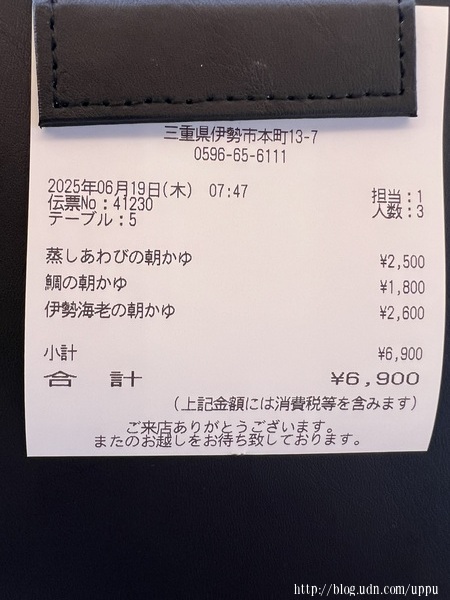 三重県伊勢市本町13-7
0596-65-6111
2025年06月19日(木) 07:47
伝票No：41230 担当：1
テーブル：5 人数：3
蒸しあわびの朝かゆ ¥2,500
鯛の朝かゆ ¥1,800
伊勢海老の朝かゆ ¥2,600
小計 ¥6,900
合計 ¥6,900
(上記金額には消費税等を含みます)
ご来店ありがとうございます。
またのお越しをお待ち致しております。
http://blog.udn.com/uppu